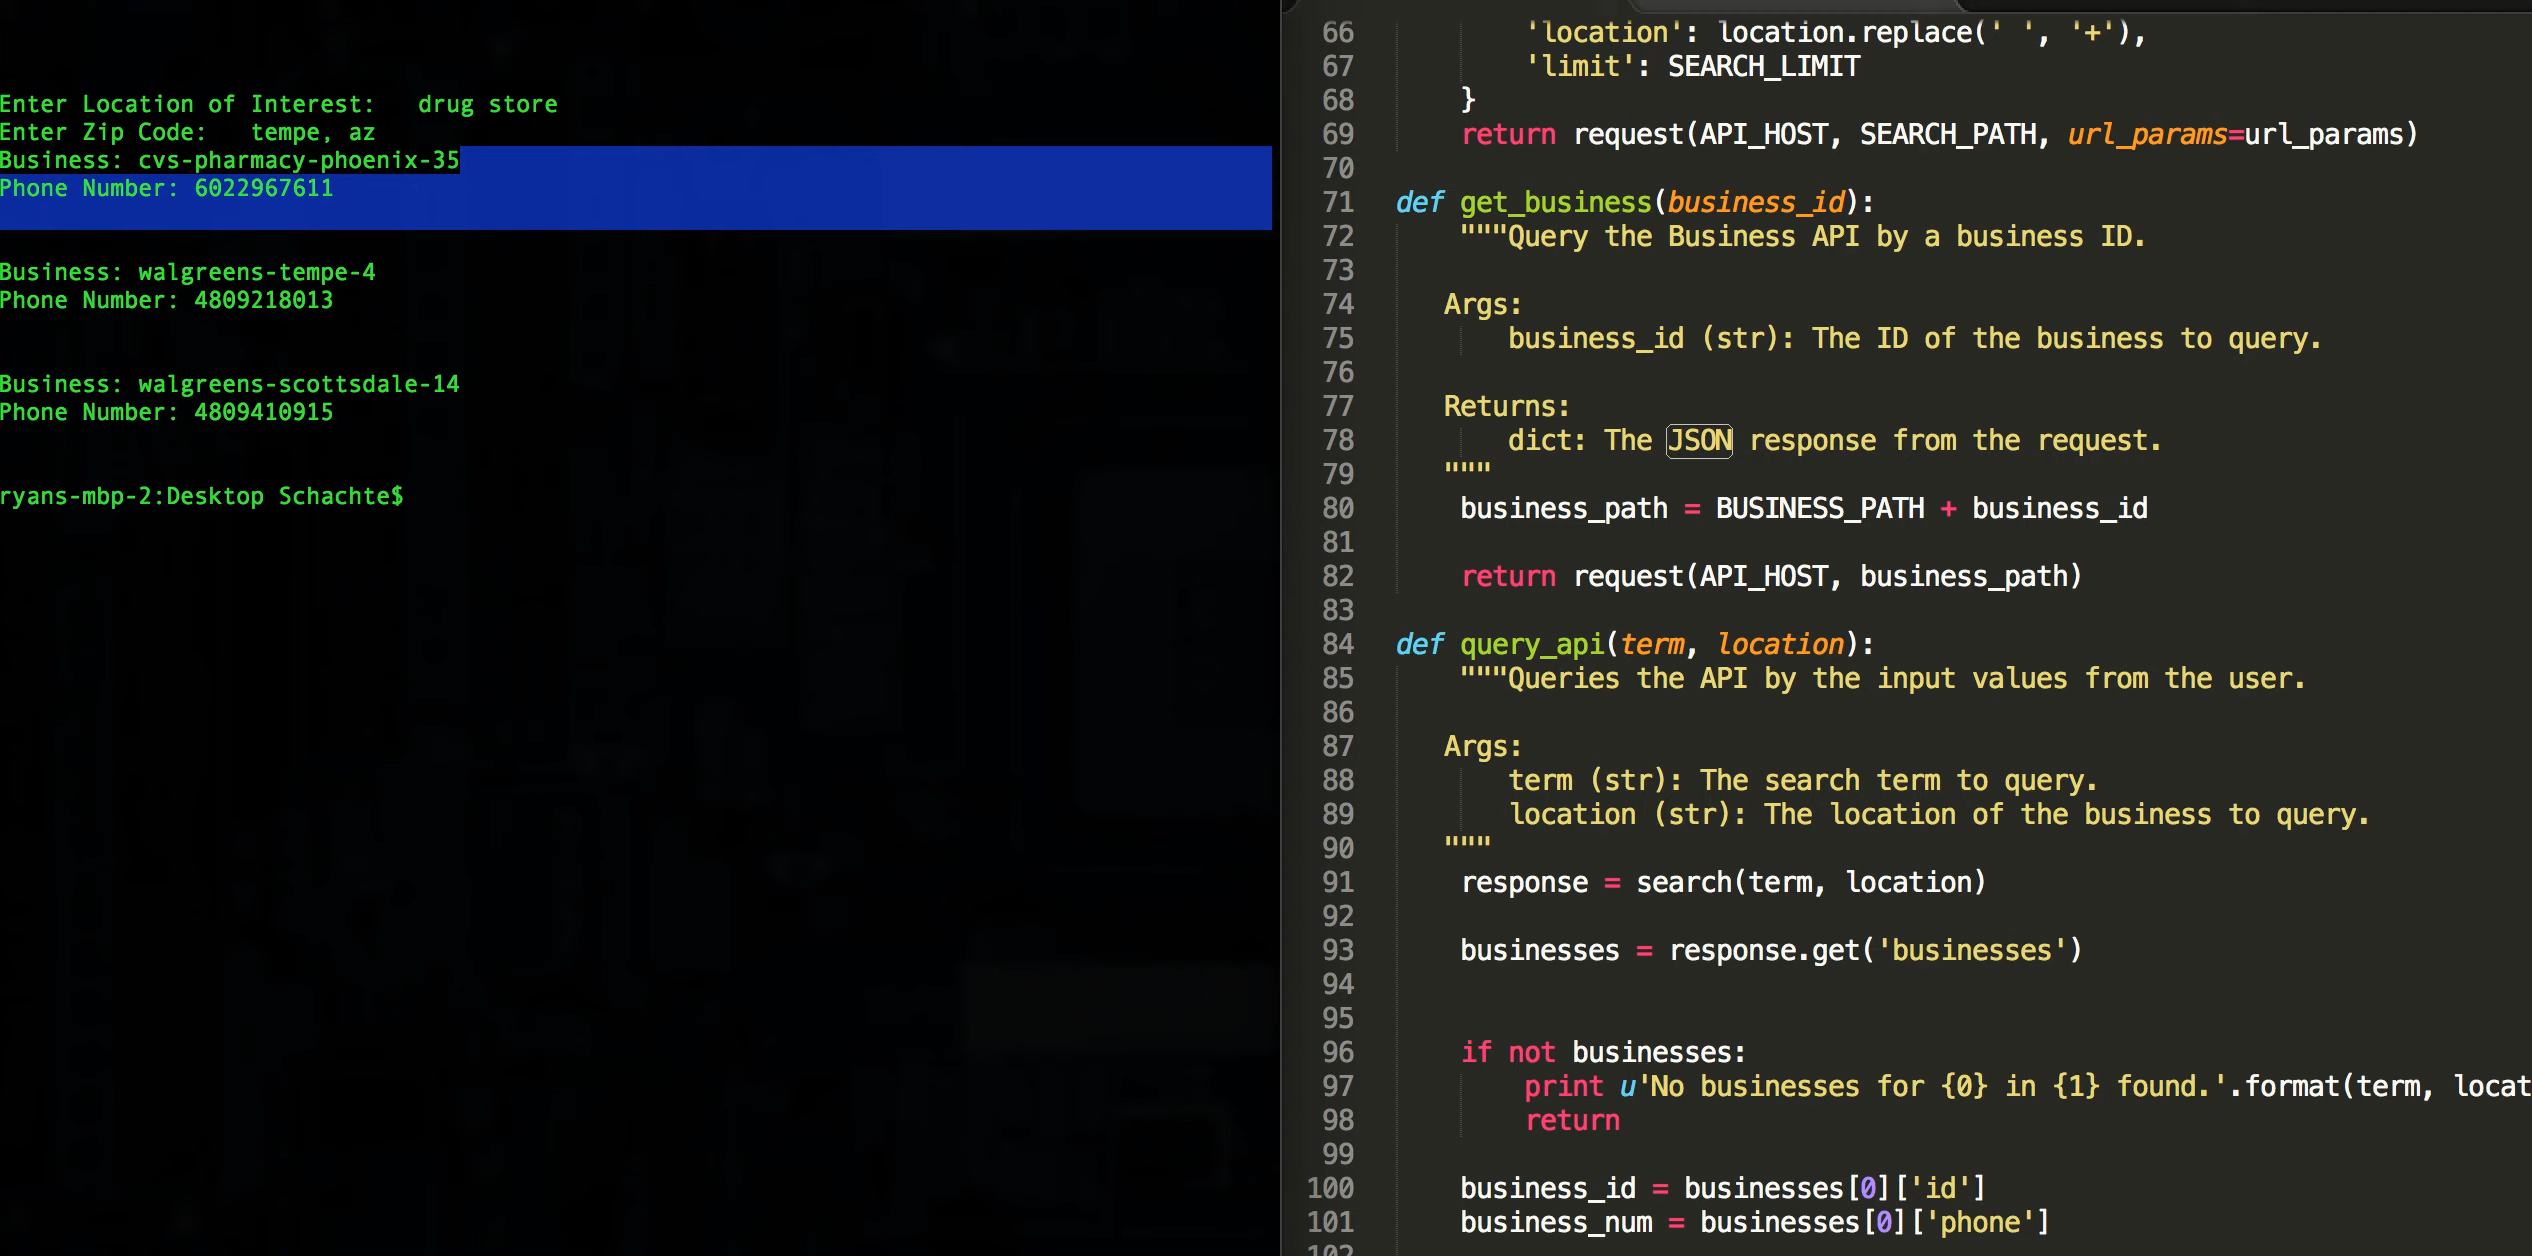 Enter Location of Interest:   drug store
Enter Zip Code:   tempe, az
Business: cvs-pharmacy-phoenix-35
Phone Number: 6022967611
Business: walgreens-tempe-4
Phone Number: 4809218013
Business: walgreens-scottsdale-14
Phone Number: 4809410915
ryans-mbp-2:Desktop Schachte$
66 'location': location.replace(' ', '+'),
67 'limit': SEARCH_LIMIT
68 }
69 return request(API_HOST, SEARCH_PATH, url_params=url_params)
70
71 def get_business(business_id):
72 """Query the Business API by a business ID.
73
74 Args:
75 business_id (str): The ID of the business to query.
76
77 Returns:
78 dict: The JSON response from the request.
79 """
80 business_path = BUSINESS_PATH + business_id
81
82 return request(API_HOST, business_path)
83
84 def query_api(term, location):
85 """Queries the API by the input values from the user.
86
87 Args:
88 term (str): The search term to query.
89 location (str): The location of the business to query.
90 """
91 response = search(term, location)
92
93 businesses = response.get('businesses')
94
95
96 if not businesses:
97 print u'No businesses for {0} in {1} found.'.format(term, locat
98 return
99
100 business_id = businesses[0]['id']
101 business_num = businesses[0]['phone']
102